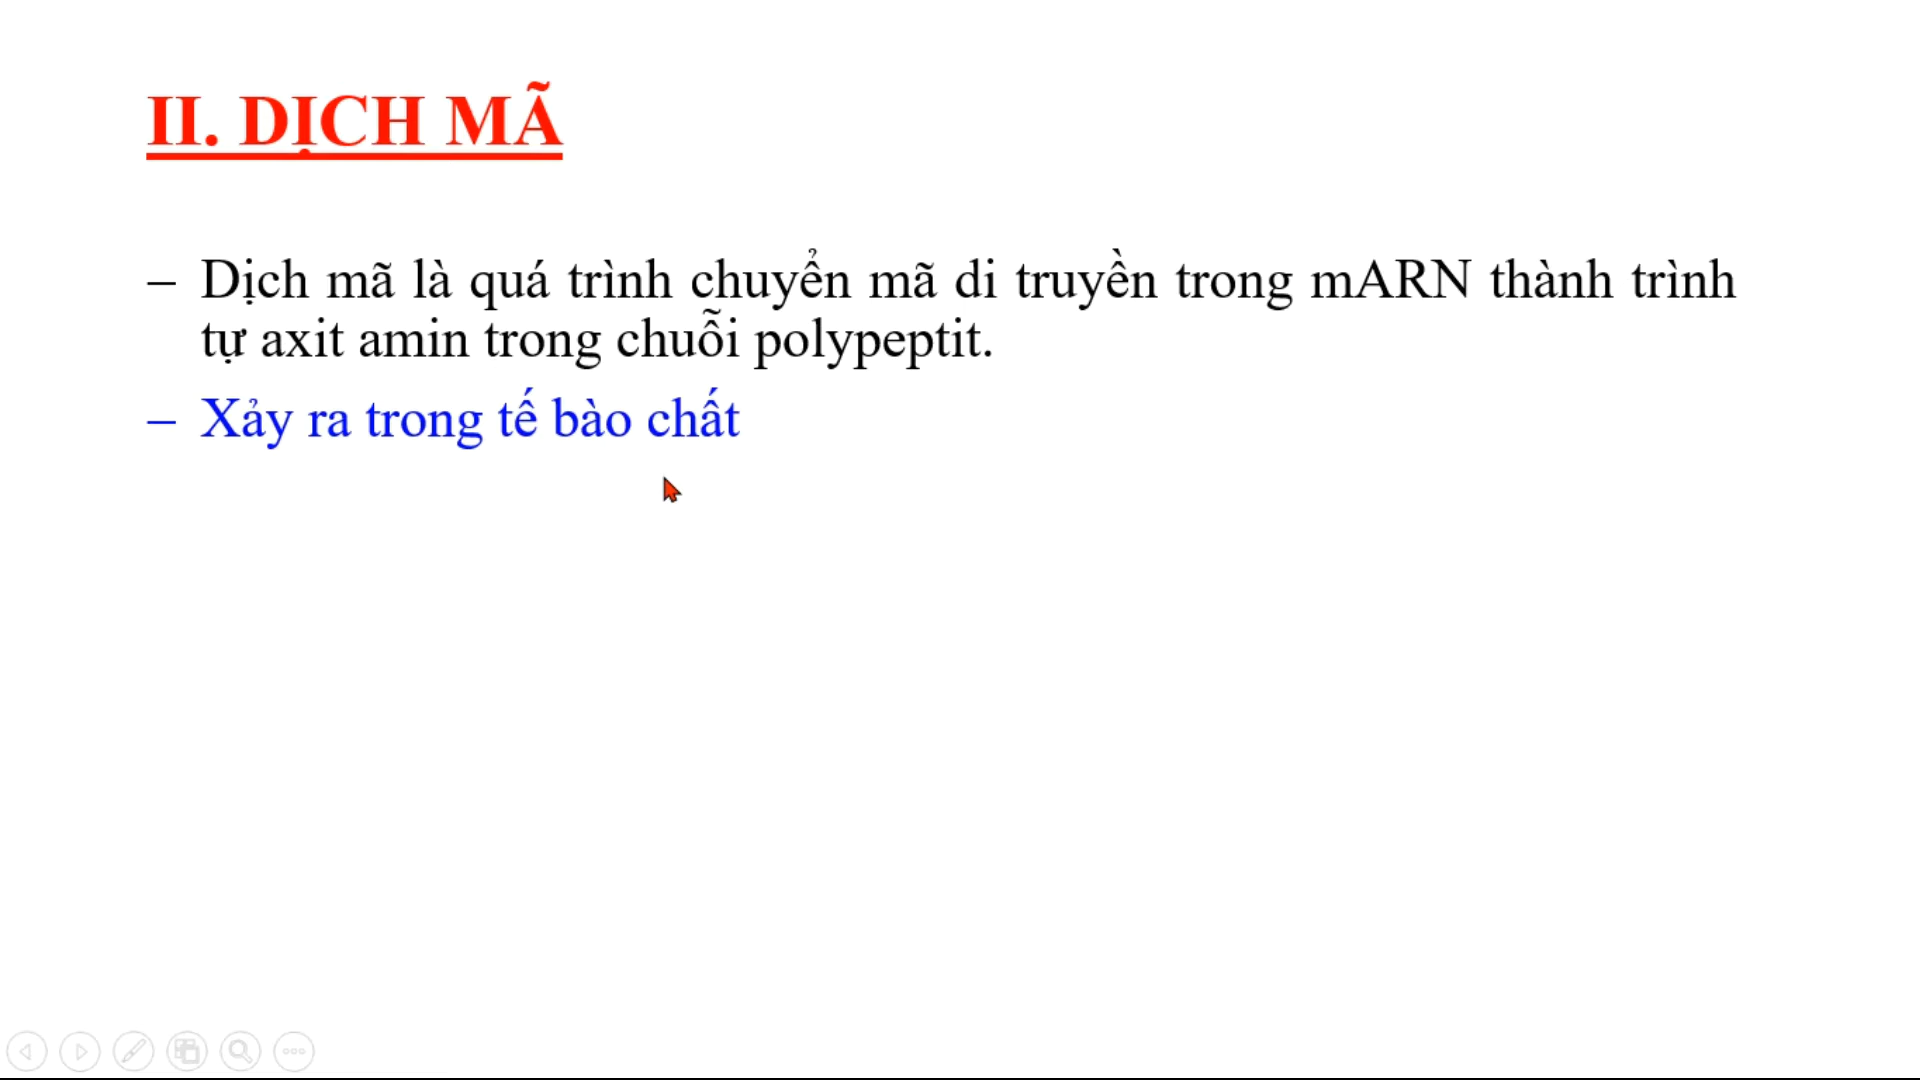 II. DỊCH MÃ
– Dịch mã là quá trình chuyển mã di truyền trong mARN thành trình
tự axit amin trong chuỗi polypeptit.
– Xảy ra trong tế bào chất